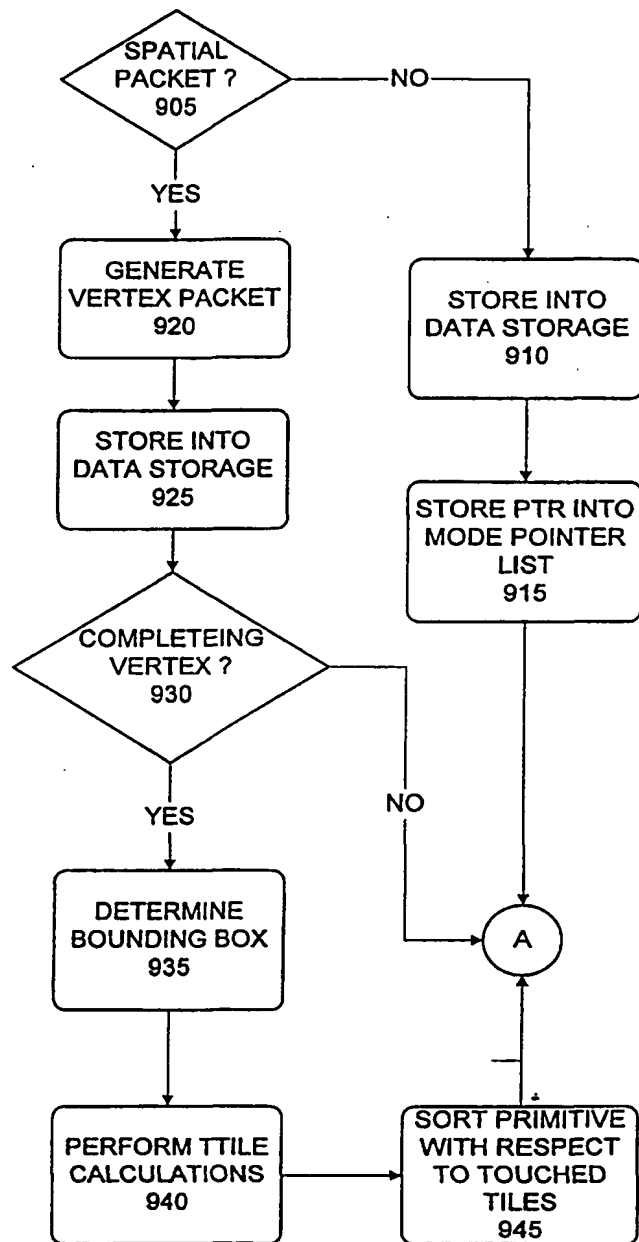 SPATIAL
PACKET ?
905
NO
YES
GENERATE
VERTEX PACKET
920
STORE INTO
DATA STORAGE
910
STORE INTO
DATA STORAGE
925
STORE PTR INTO
MODE POINTER
LIST
915
COMPLETEING
VERTEX ?
930
NO
YES
DETERMINE
BOUNDING BOX
935
A
PERFORM TTILE
CALCULATIONS
940
SORT PRIMITIVE
WITH RESPECT
TO TOUCHED
TILES
945